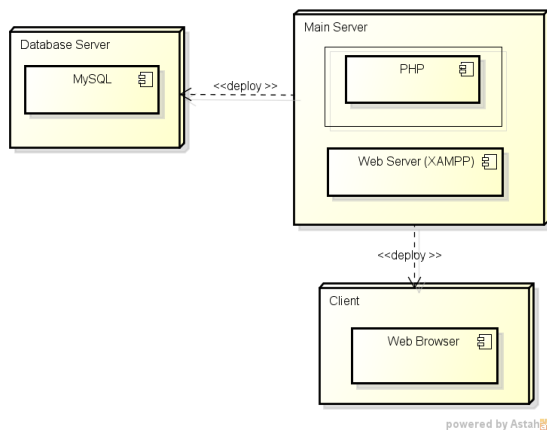 Main Server
Database Server
MySQL
PHP
<<deploy >>
Web Server (XAMPP)
<<deploy >>
Client
Web Browser
powered by Astah